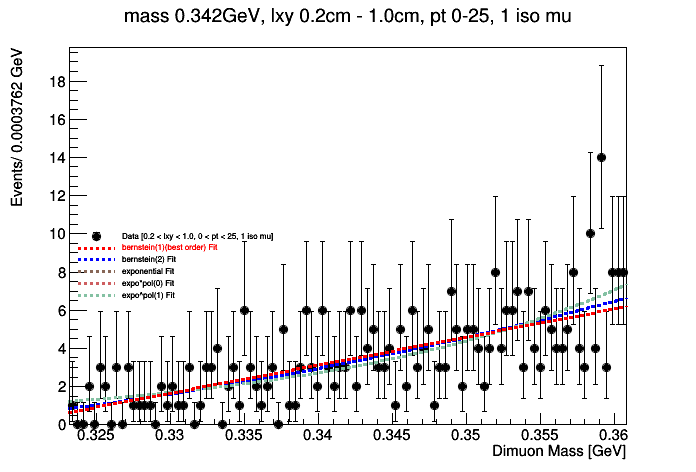 mass 0.342GeV, lxy 0.2cm - 1.0cm, pt 0-25, 1 iso mu
Events/ 0.0003762 GeV
18
16
14
12
10
8
6
4
2
0
Data [0.2 < lxy < 1.0, 0 < pt < 25, 1 iso mu]
bernstein(1)(best order) Fit
bernstein(2) Fit
exponential Fit
expo*pol(0) Fit
expo*pol(1) Fit
0.325 0.33 0.335 0.34 0.345 0.35 0.355 0.36
Dimuon Mass [GeV]